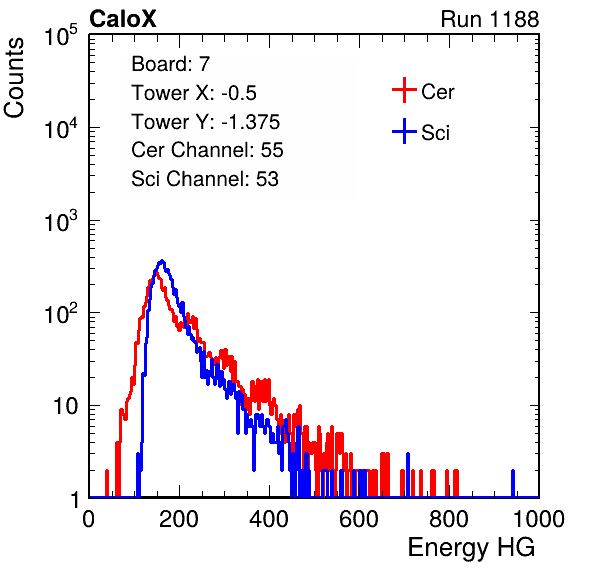 CaloX Run 1188
Counts
10^5
10^4
10^3
10^2
10
1
Board: 7
Tower X: -0.5
Tower Y: -1.375
Cer Channel: 55
Sci Channel: 53
Cer
Sci
0 200 400 600 800 1000
Energy HG